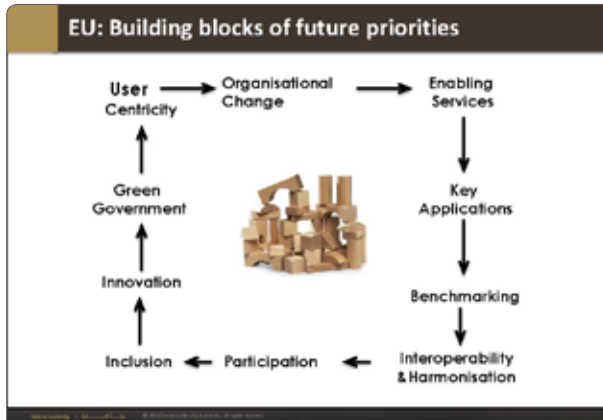 EU: Building blocks of future priorities
User
Centricity
Organisational
Change
Enabling
Services
Key
Applications
Benchmarking
Interoperability
& Harmonisation
Participation
Inclusion
Innovation
Green
Government